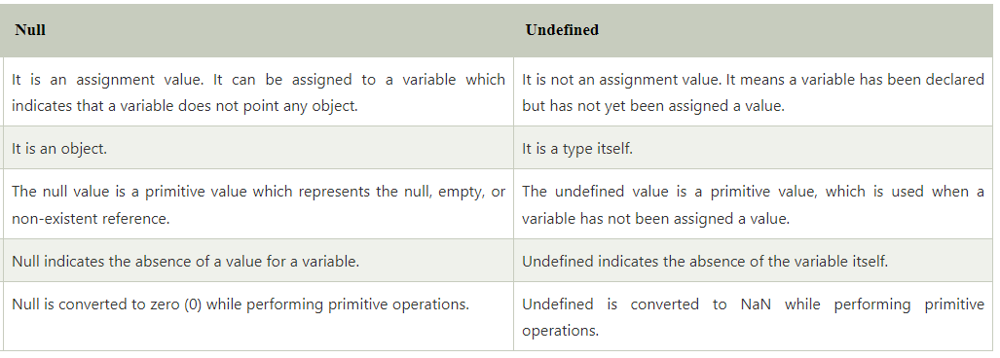 Null
Undefined
It is an assignment value. It can be assigned to a variable which
indicates that a variable does not point any object.
It is not an assignment value. It means a variable has been declared
but has not yet been assigned a value.
It is an object.
It is a type itself.
The null value is a primitive value which represents the null, empty, or
non-existent reference.
The undefined value is a primitive value, which is used when a
variable has not been assigned a value.
Null indicates the absence of a value for a variable.
Undefined indicates the absence of the variable itself.
Null is converted to zero (0) while performing primitive operations.
Undefined is converted to NaN while performing primitive
operations.